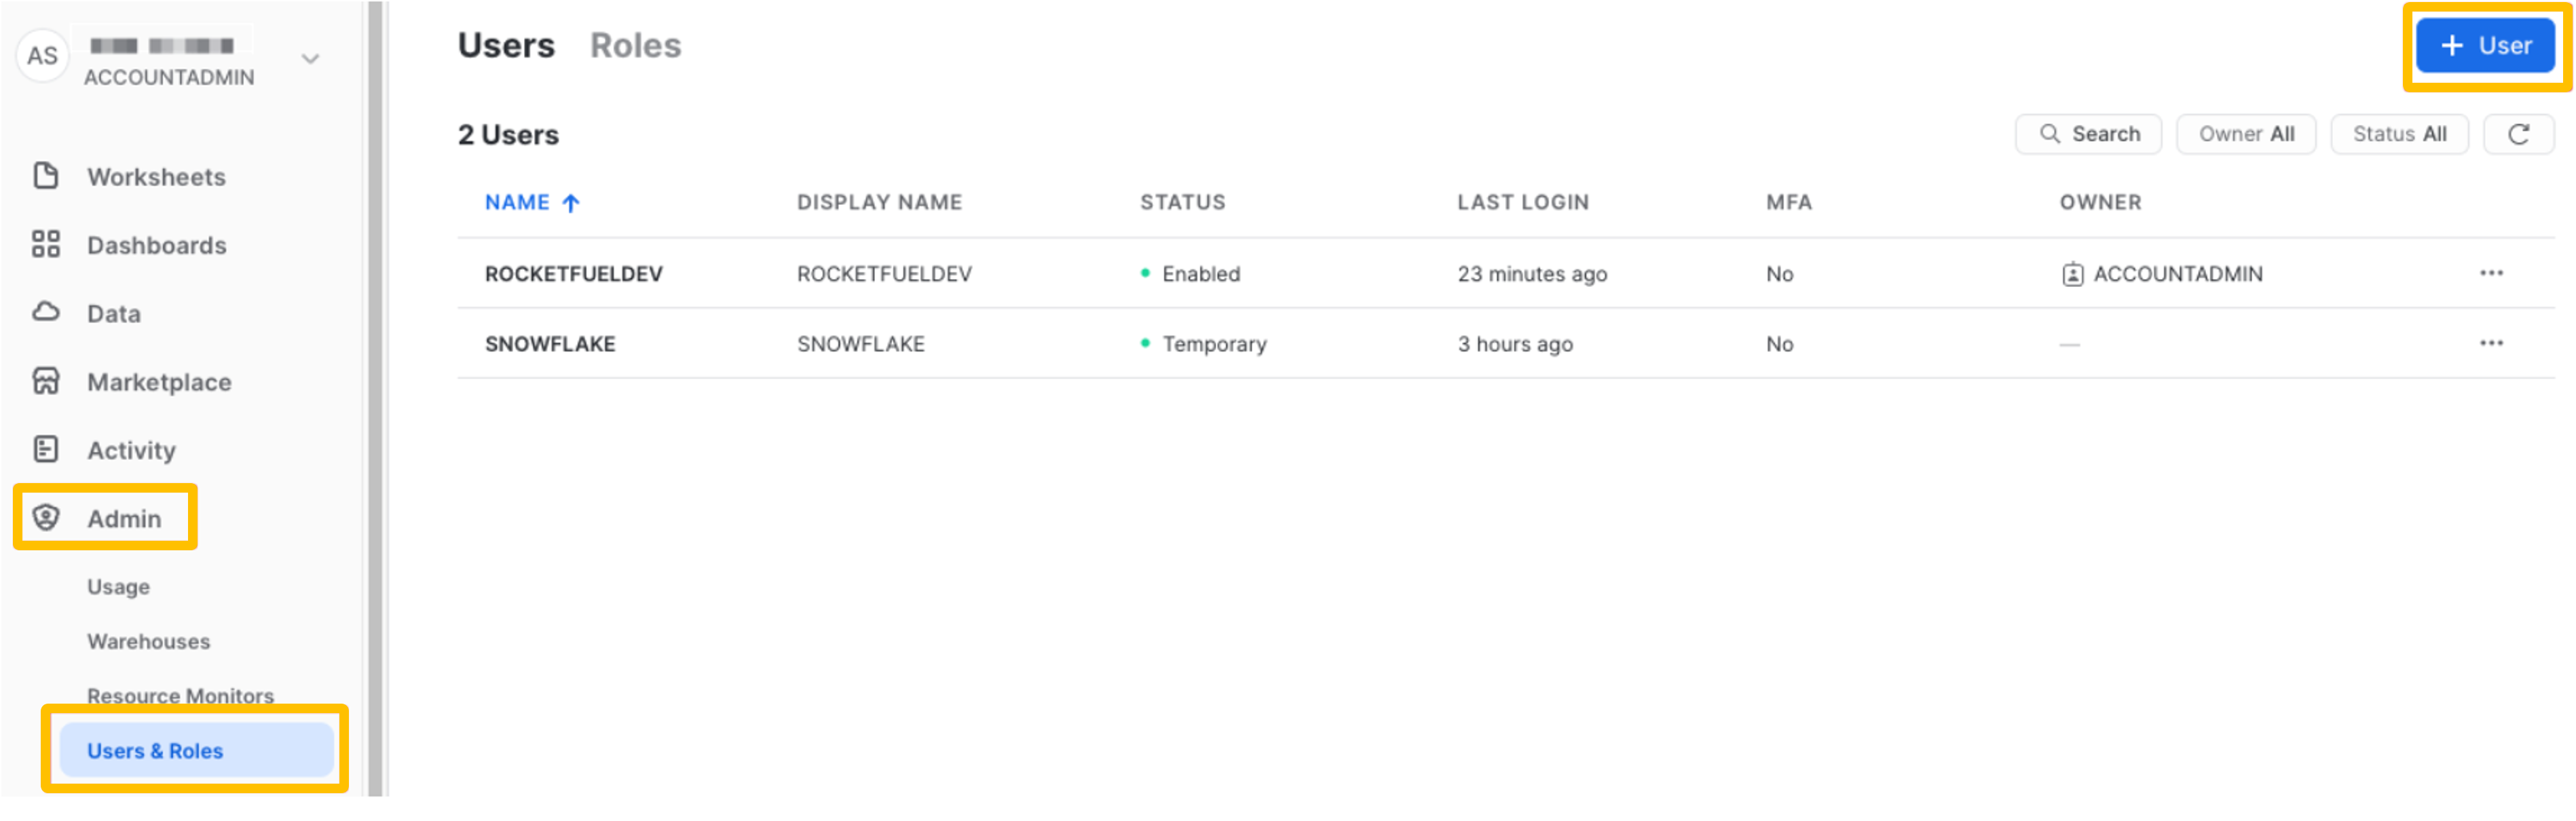 AS
ACCOUNTADMIN
Worksheets
Dashboards
Data
Marketplace
Activity
Admin
Usage
Warehouses
Resource Monitors
Users & Roles
Users Roles
+ User
2 Users
Search
Owner All
Status All
NAME DISPLAY NAME STATUS LAST LOGIN MFA OWNER
ROCKETFUELDEV ROCKETFUELDEV Enabled 23 minutes ago No ACCOUNTADMIN
SNOWFLAKE SNOWFLAKE Temporary 3 hours ago No —